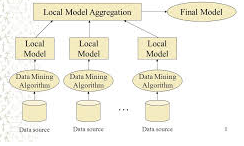 Local Model Aggregation
Final Model
Local
Model
Local
Model
Local
Model
Data Mining
Algorithm
Data Mining
Algorithm
Data Mining
Algorithm
...
Data source
Data source
Data source
1